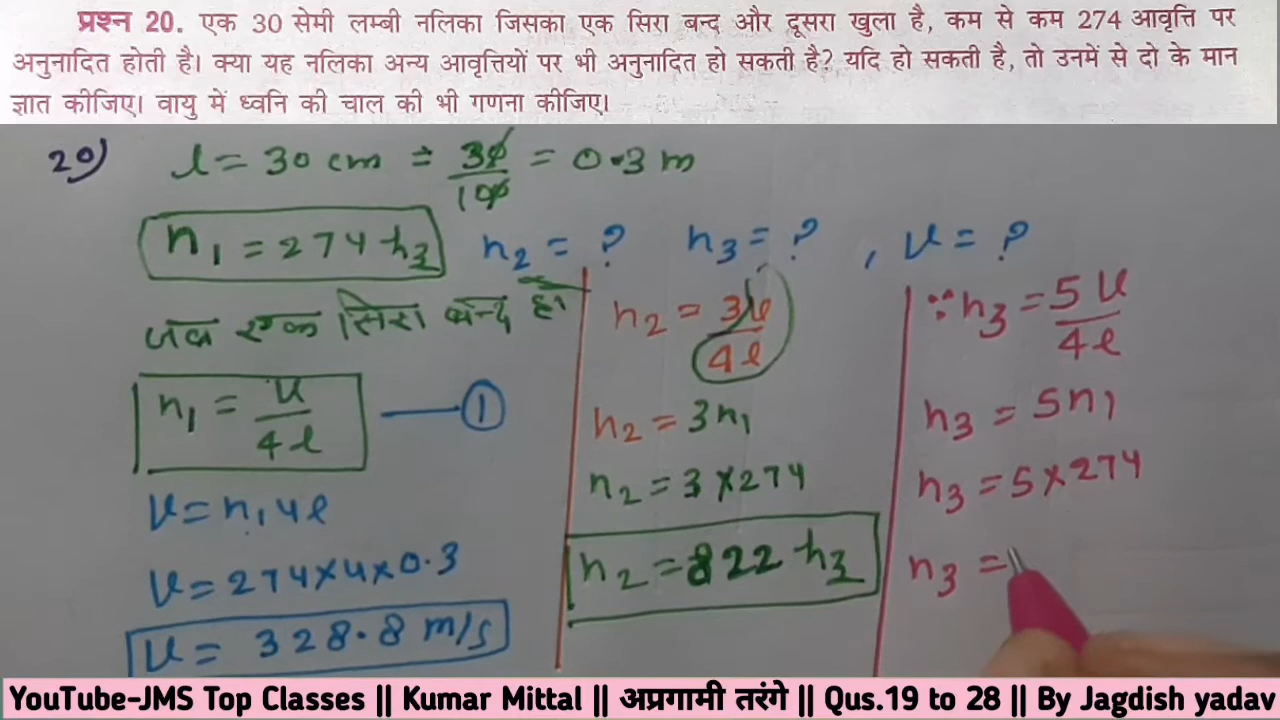 प्रश्न 20. एक 30 सेमी लम्बी नलिका जिसका एक सिरा बन्द और दूसरा खुला है, कम से कम 274 आवृत्ति पर
अनुनादित होती है। क्या यह नलिका अन्य आवृत्तियों पर भी अनुनादित हो सकती है? यदि हो सकती है, तो उनमें से दो के मान
ज्ञात कीजिए। वायु में ध्वनि की चाल की भी गणना कीजिए।
20) l = 30 cm = 30/100 = 0.3 m
n1 = 274 hz n2 = ? n3 = ? , v = ?
जब एक सिरा बन्द हो
n1 = v/4l ——①
v = n1 4l
v = 274 x 4 x 0.3
v = 328.8 m/s
n2 = 3v/4l
n2 = 3n1
n2 = 3 x 274
n2 = 822 hz
∵ n3 = 5v/4l
n3 = 5n1
n3 = 5 x 274
n3 =
YouTube-JMS Top Classes || Kumar Mittal || अप्रगामी तरंगे || Qus.19 to 28 || By Jagdish yadav